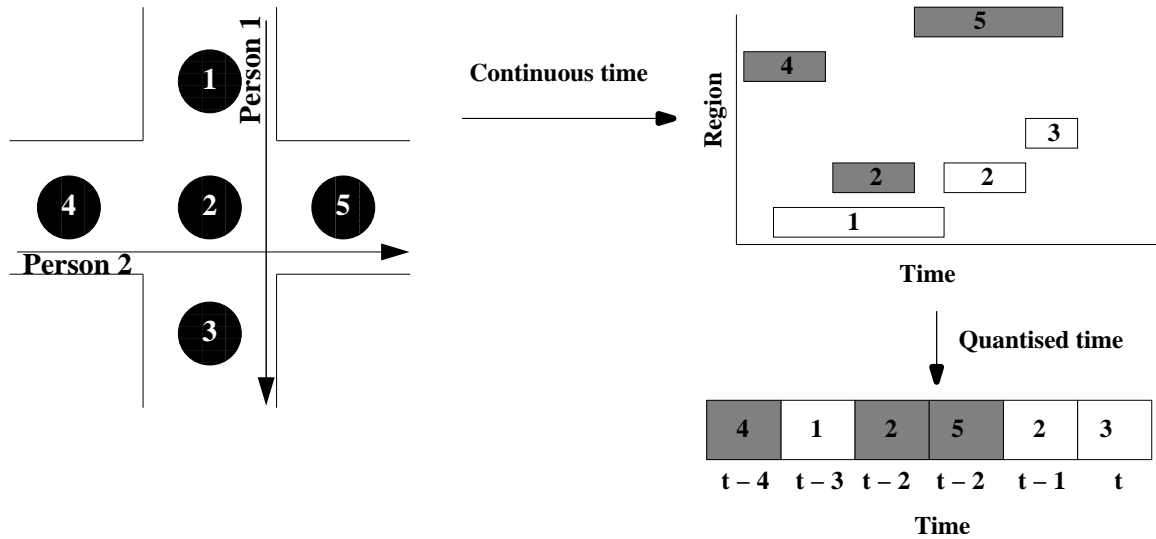 1
Person 1
4 2 5
Person 2
3
Continuous time
Region
5
4
3
2 2
1
Time
Quantised time
4 1 2 5 2 3
t – 4 t – 3 t – 2 t – 2 t – 1 t
Time